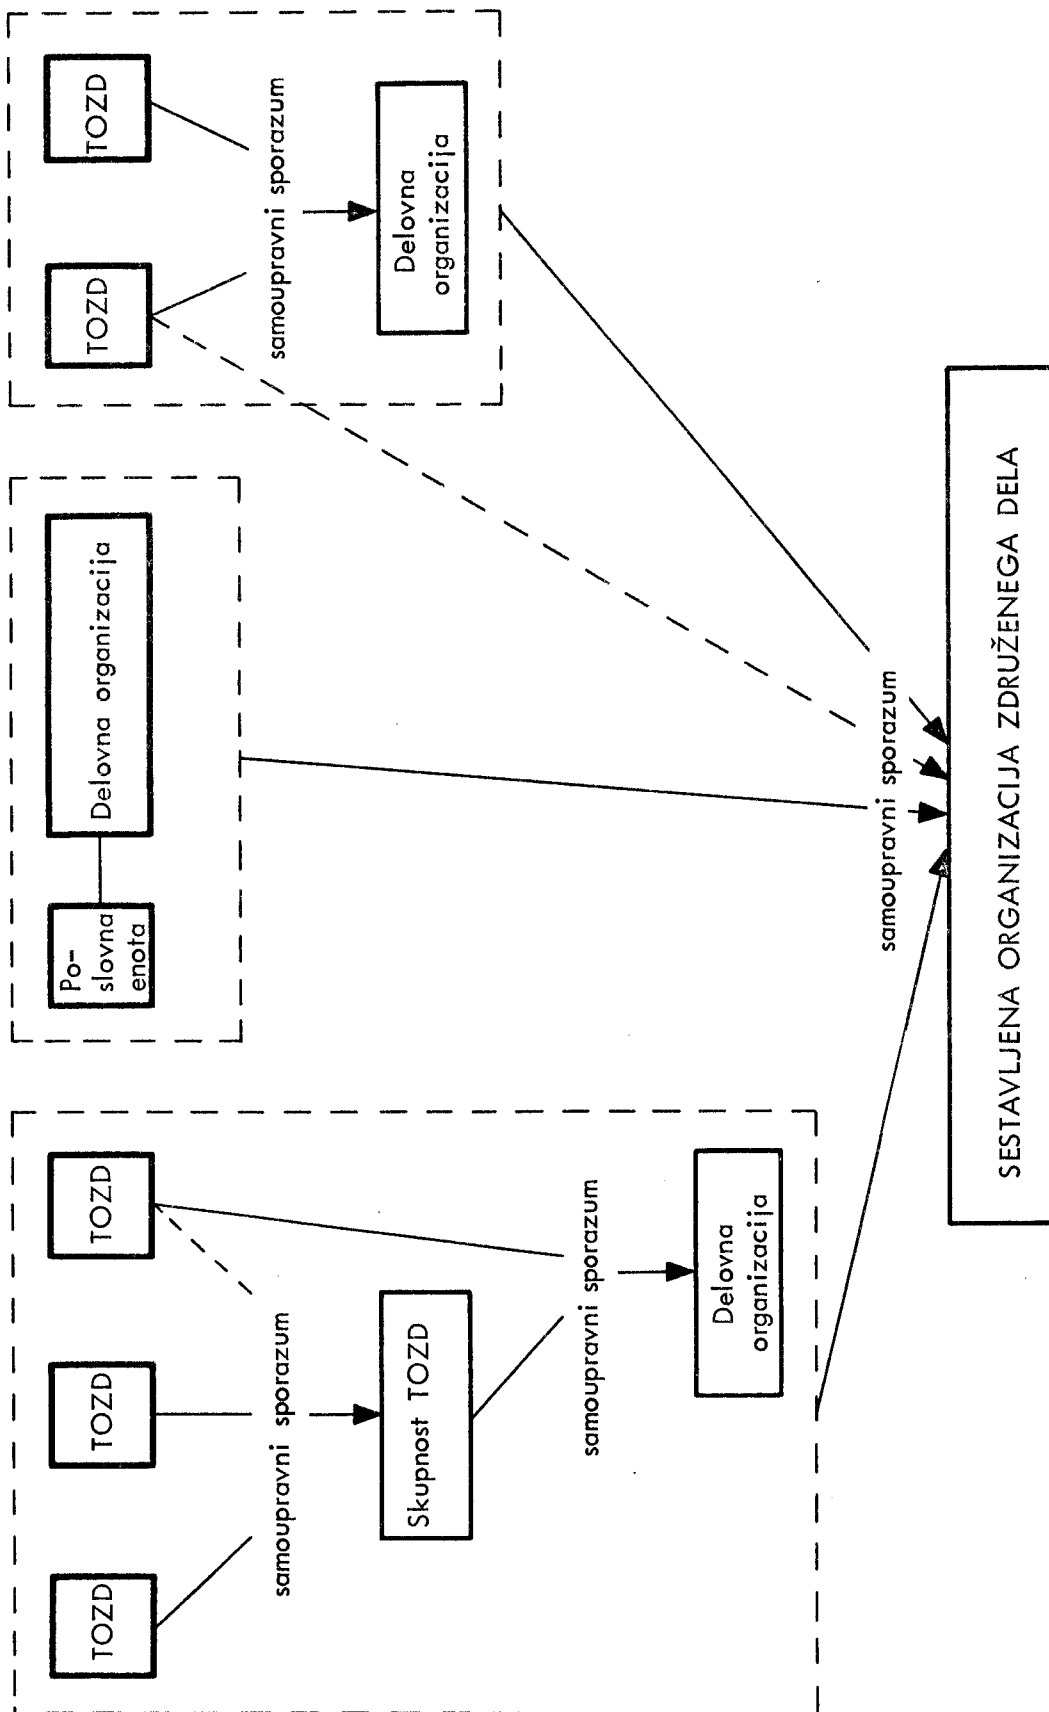 TOZD
TOZD
TOZD
samoupravni sporazum
Skupnost TOZD
samoupravni sporazum
Delovna
organizacija
Po-
slovna
enota
Delovna organizacija
TOZD
TOZD
samoupravni sporazum
Delovna
organizacija
samoupravni sporazum
SESTAVLJENA ORGANIZACIJA ZDRUŽENEGA DELA